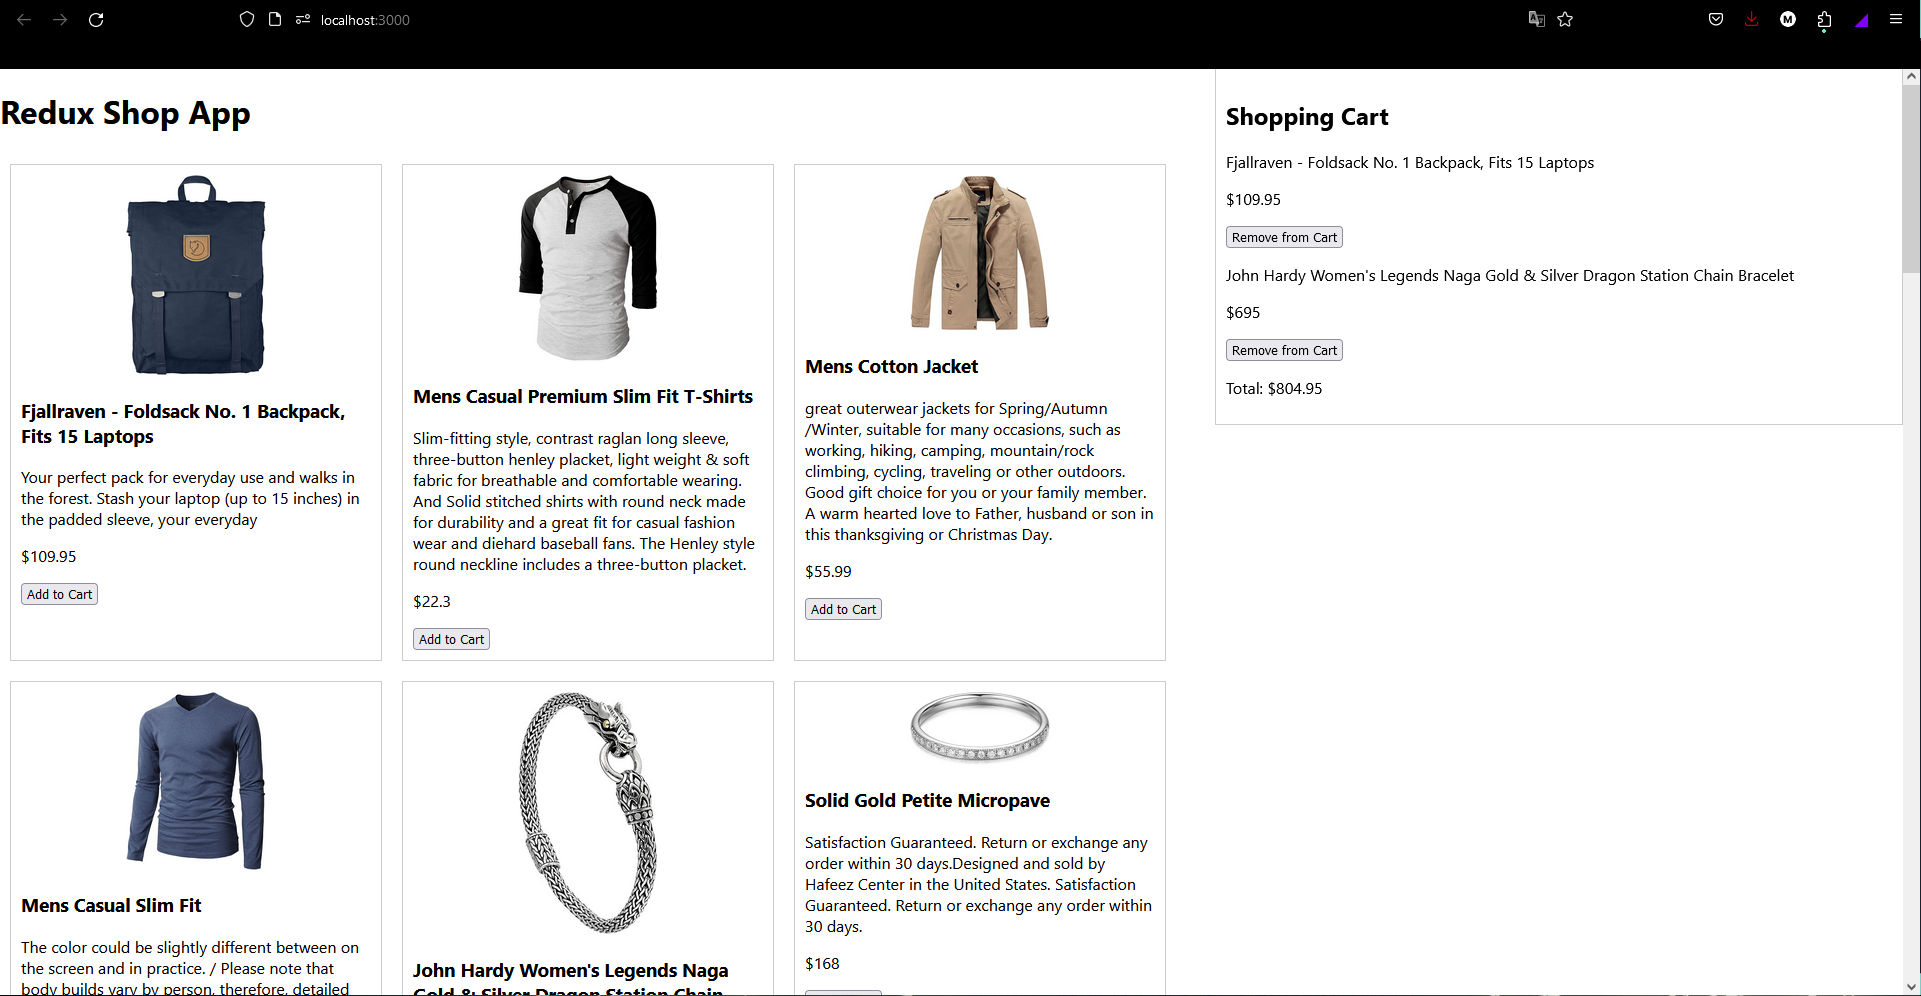 localhost:3000
Redux Shop App
Fjallraven - Foldsack No. 1 Backpack,
Fits 15 Laptops
Your perfect pack for everyday use and walks in
the forest. Stash your laptop (up to 15 inches) in
the padded sleeve, your everyday
$109.95
Add to Cart
Mens Casual Premium Slim Fit T-Shirts
Slim-fitting style, contrast raglan long sleeve,
three-button henley placket, light weight & soft
fabric for breathable and comfortable wearing.
And Solid stitched shirts with round neck made
for durability and a great fit for casual fashion
wear and diehard baseball fans. The Henley style
round neckline includes a three-button placket.
$22.3
Add to Cart
Mens Cotton Jacket
great outerwear jackets for Spring/Autumn
/Winter, suitable for many occasions, such as
working, hiking, camping, mountain/rock
climbing, cycling, traveling or other outdoors.
Good gift choice for you or your family member.
A warm hearted love to Father, husband or son in
this thanksgiving or Christmas Day.
$55.99
Add to Cart
Mens Casual Slim Fit
The color could be slightly different between on
the screen and in practice. / Please note that
body builds vary by person, therefore, detailed
John Hardy Women's Legends Naga
Gold & Silver Dragon Station Chain
Solid Gold Petite Micropave
Satisfaction Guaranteed. Return or exchange any
order within 30 days.Designed and sold by
Hafeez Center in the United States. Satisfaction
Guaranteed. Return or exchange any order within
30 days.
$168
Shopping Cart
Fjallraven - Foldsack No. 1 Backpack, Fits 15 Laptops
$109.95
Remove from Cart
John Hardy Women's Legends Naga Gold & Silver Dragon Station Chain Bracelet
$695
Remove from Cart
Total: $804.95